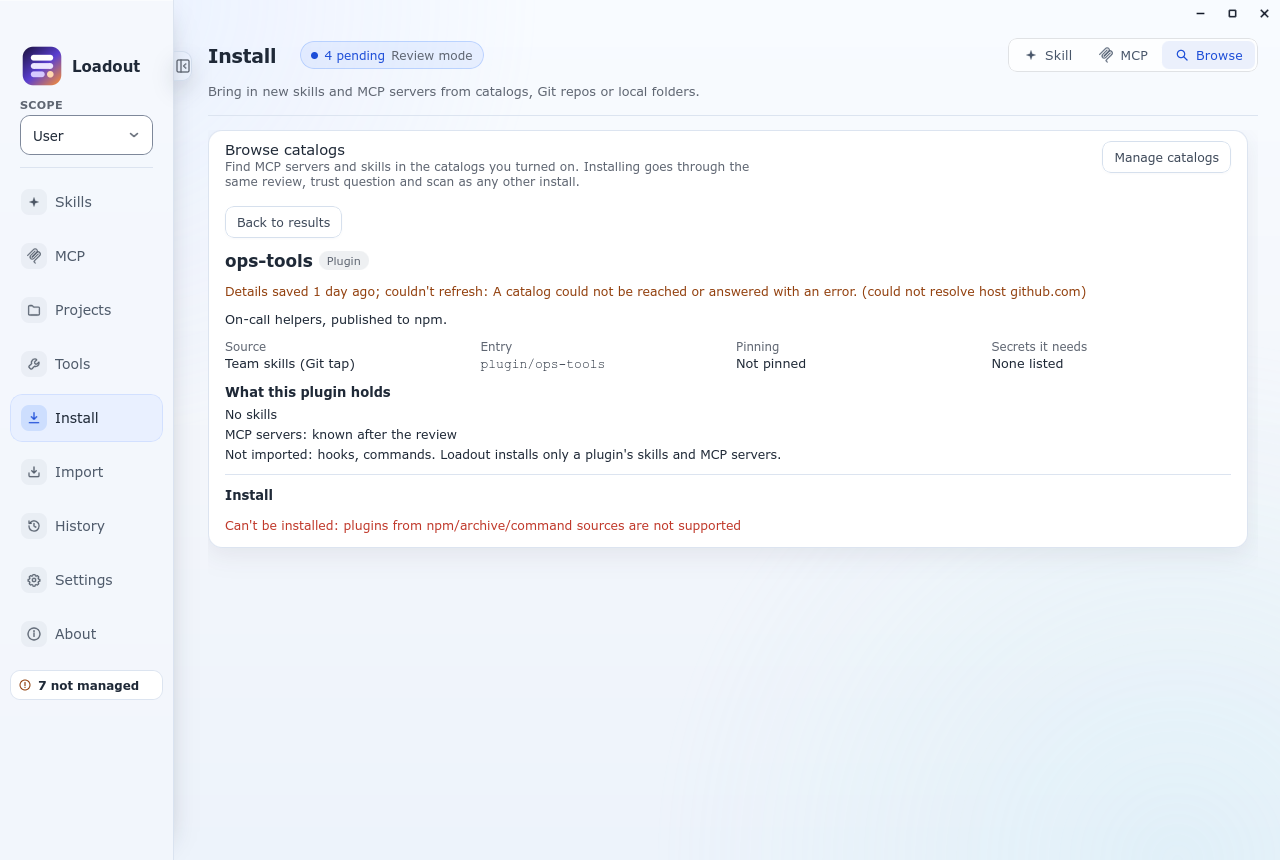 Loadout
SCOPE
User
Skills
MCP
Projects
Tools
Install
Import
History
Settings
About
7 not managed
Install
4 pending Review mode
Skill
MCP
Browse
Bring in new skills and MCP servers from catalogs, Git repos or local folders.
Browse catalogs
Find MCP servers and skills in the catalogs you turned on. Installing goes through the
same review, trust question and scan as any other install.
Manage catalogs
Back to results
ops-tools Plugin
Details saved 1 day ago; couldn't refresh: A catalog could not be reached or answered with an error. (could not resolve host github.com)
On-call helpers, published to npm.
Source
Team skills (Git tap)
Entry
plugin/ops-tools
Pinning
Not pinned
Secrets it needs
None listed
What this plugin holds
No skills
MCP servers: known after the review
Not imported: hooks, commands. Loadout installs only a plugin's skills and MCP servers.
Install
Can't be installed: plugins from npm/archive/command sources are not supported